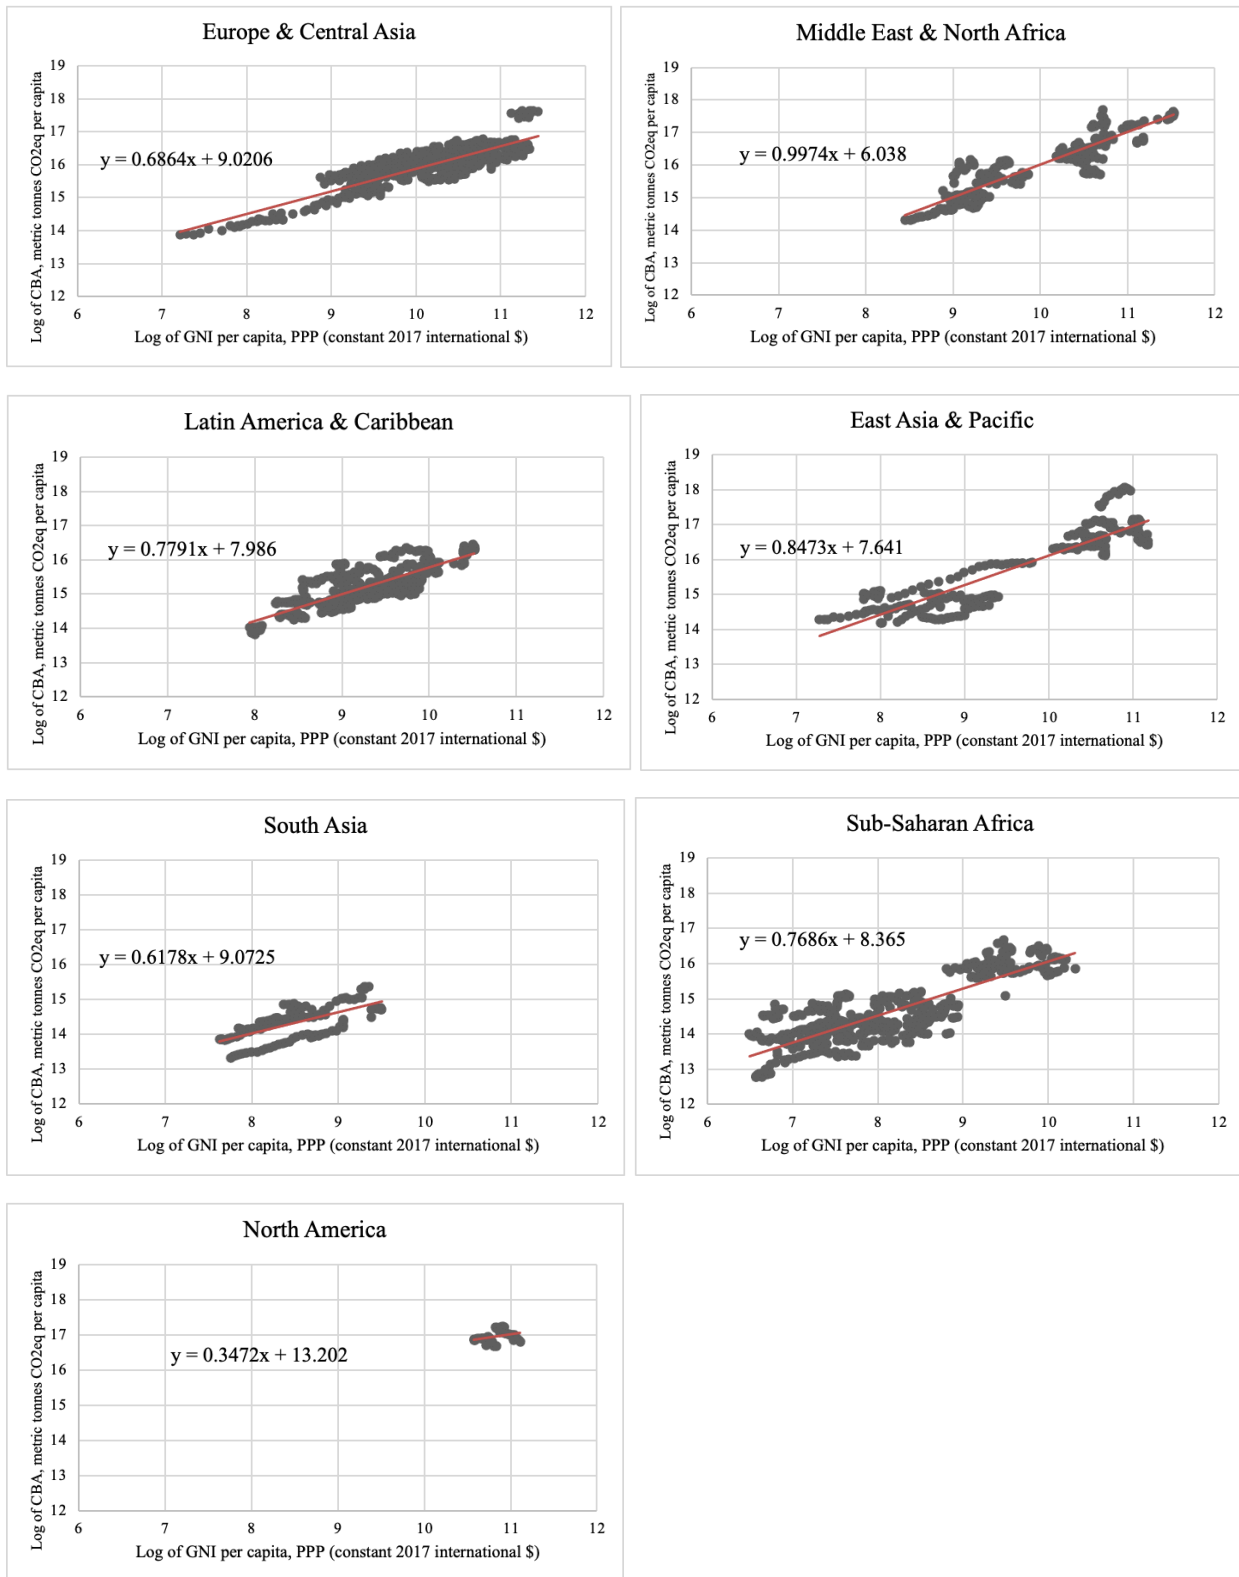 Europe & Central Asia
Log of CBA, metric tonnes CO2eq per capita
19
18
17
16
15
14
13
12
y = 0.6864x + 9.0206
6 7 8 9 10 11 12
Log of GNI per capita, PPP (constant 2017 international $)
Middle East & North Africa
Log of CBA, metric tonnes CO2eq per capita
19
18
17
16
15
14
13
12
y = 0.9974x + 6.038
6 7 8 9 10 11 12
Log of GNI per capita, PPP (constant 2017 international $)
Latin America & Caribbean
Log of CBA, metric tonnes CO2eq per capita
19
18
17
16
15
14
13
12
y = 0.7791x + 7.986
6 7 8 9 10 11 12
Log of GNI per capita, PPP (constant 2017 international $)
East Asia & Pacific
Log of CBA, metric tonnes CO2eq per capita
19
18
17
16
15
14
13
12
y = 0.8473x + 7.641
6 7 8 9 10 11 12
Log of GNI per capita, PPP (constant 2017 international $)
South Asia
Log of CBA, metric tonnes CO2eq per capita
19
18
17
16
15
14
13
12
y = 0.6178x + 9.0725
6 7 8 9 10 11 12
Log of GNI per capita, PPP (constant 2017 international $)
Sub-Saharan Africa
Log of CBA, metric tonnes CO2eq per capita
19
18
17
16
15
14
13
12
y = 0.7686x + 8.365
6 7 8 9 10 11 12
Log of GNI per capita, PPP (constant 2017 international $)
North America
Log of CBA, metric tonnes CO2eq per capita
19
18
17
16
15
14
13
12
y = 0.3472x + 13.202
6 7 8 9 10 11 12
Log of GNI per capita, PPP (constant 2017 international $)